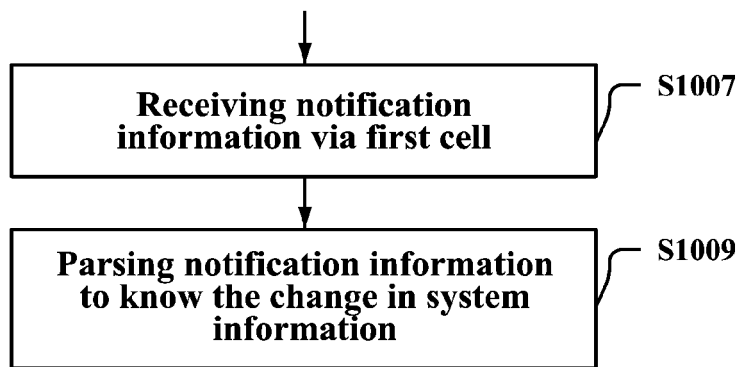 Receiving notification
information via first cell
S1007
Parsing notification information
to know the change in system
information
S1009